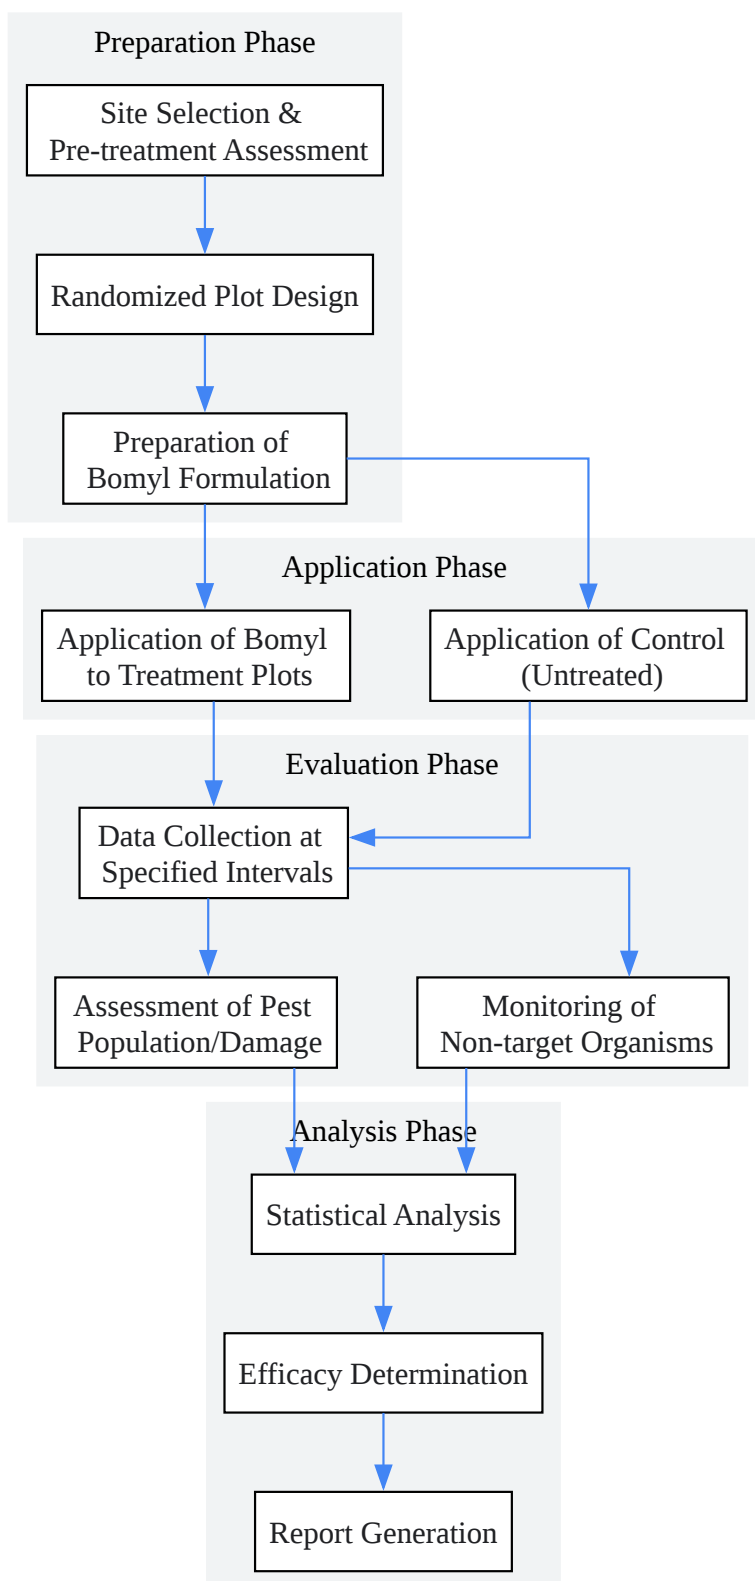 Preparation Phase
Site Selection &
Pre-treatment Assessment
Randomized Plot Design
Preparation of
Bomyl Formulation
Application Phase
Application of Bomyl
to Treatment Plots
Application of Control
(Untreated)
Evaluation Phase
Data Collection at
Specified Intervals
Assessment of Pest
Population/Damage
Monitoring of
Non-target Organisms
Analysis Phase
Statistical Analysis
Efficacy Determination
Report Generation